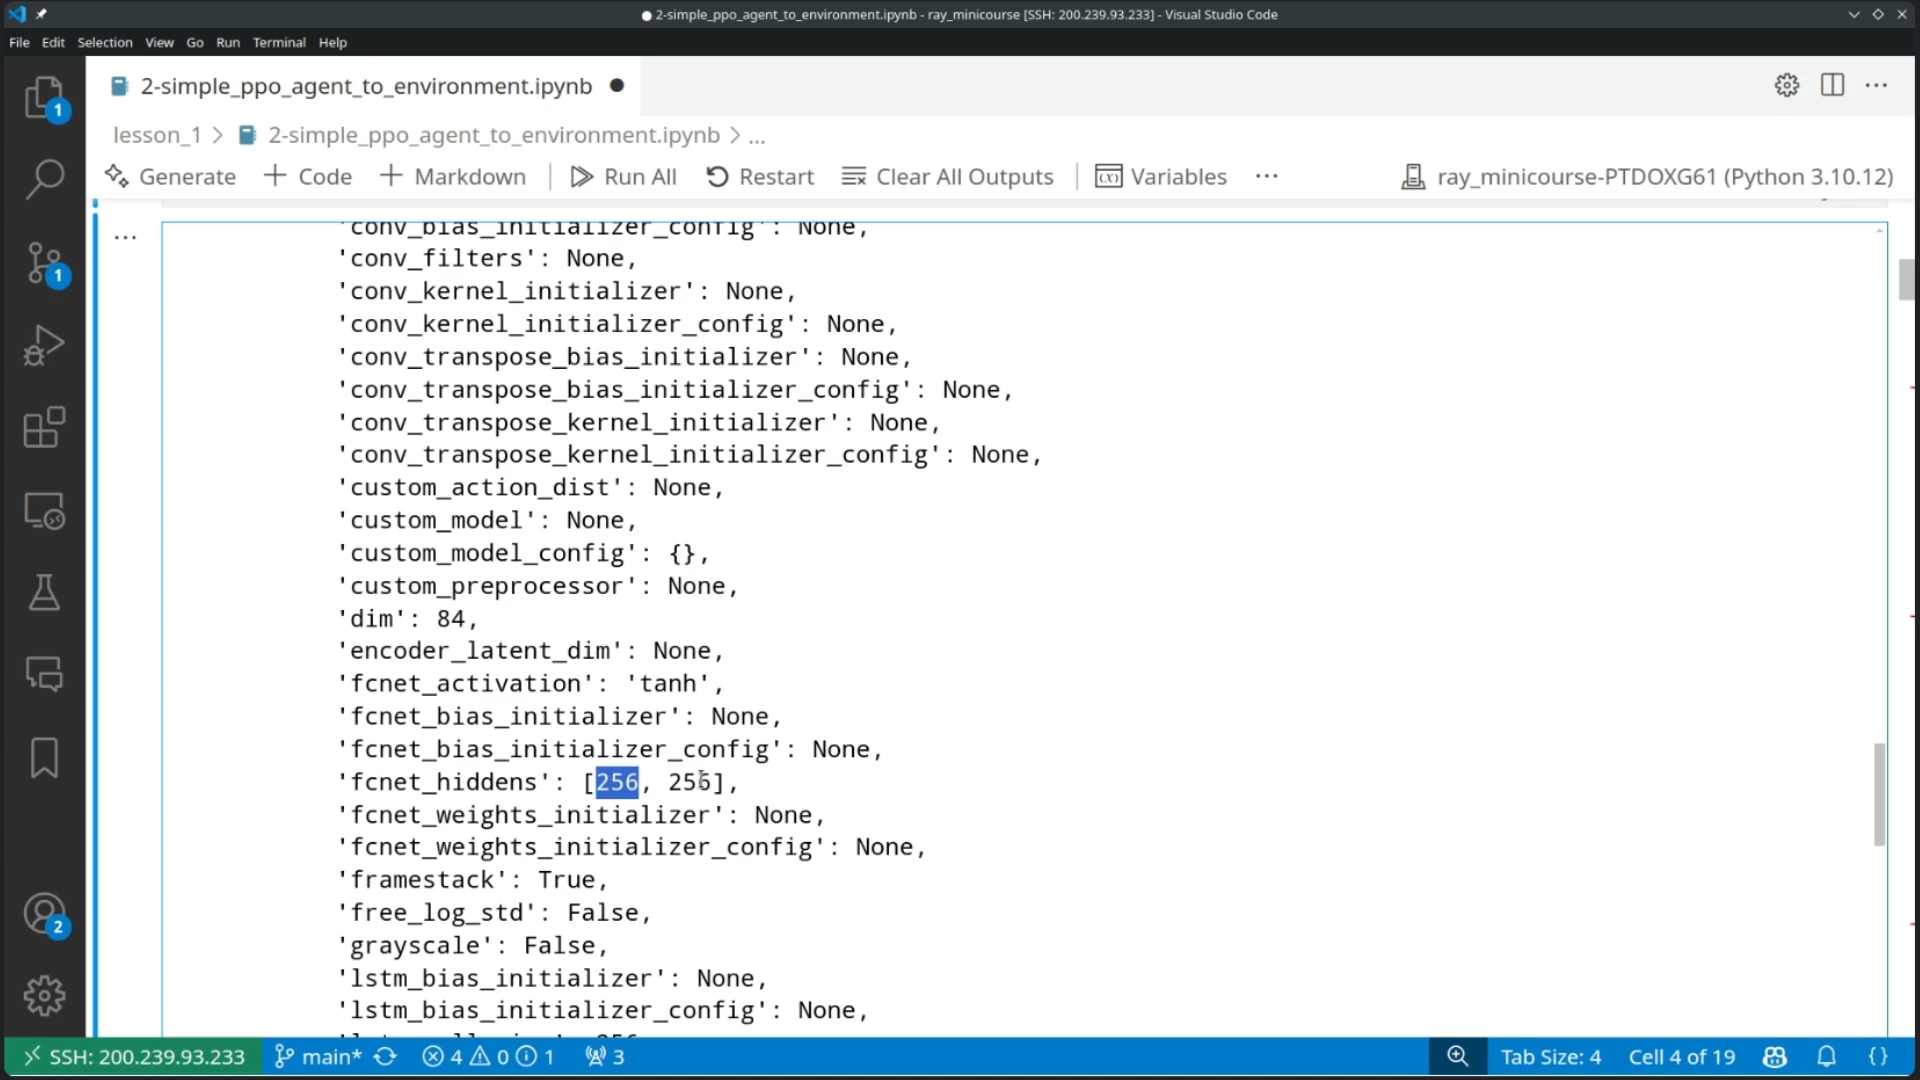 2-simple_ppo_agent_to_environment.ipynb - ray_minicourse [SSH: 200.239.93.233] - Visual Studio Code
File Edit Selection View Go Run Terminal Help
2-simple_ppo_agent_to_environment.ipynb
lesson_1 > 2-simple_ppo_agent_to_environment.ipynb > ...
Generate + Code + Markdown Run All Restart Clear All Outputs Variables ... ray_minicourse-PTDOXG61 (Python 3.10.12)
...
'conv_bias_initializer_config': None,
'conv_filters': None,
'conv_kernel_initializer': None,
'conv_kernel_initializer_config': None,
'conv_transpose_bias_initializer': None,
'conv_transpose_bias_initializer_config': None,
'conv_transpose_kernel_initializer': None,
'conv_transpose_kernel_initializer_config': None,
'custom_action_dist': None,
'custom_model': None,
'custom_model_config': {},
'custom_preprocessor': None,
'dim': 84,
'encoder_latent_dim': None,
'fcnet_activation': 'tanh',
'fcnet_bias_initializer': None,
'fcnet_bias_initializer_config': None,
'fcnet_hiddens': [256, 256],
'fcnet_weights_initializer': None,
'fcnet_weights_initializer_config': None,
'framestack': True,
'free_log_std': False,
'grayscale': False,
'lstm_bias_initializer': None,
'lstm_bias_initializer_config': None,
1
1
2
SSH: 200.239.93.233 main* 4 0 1 3 Tab Size: 4 Cell 4 of 19 {}